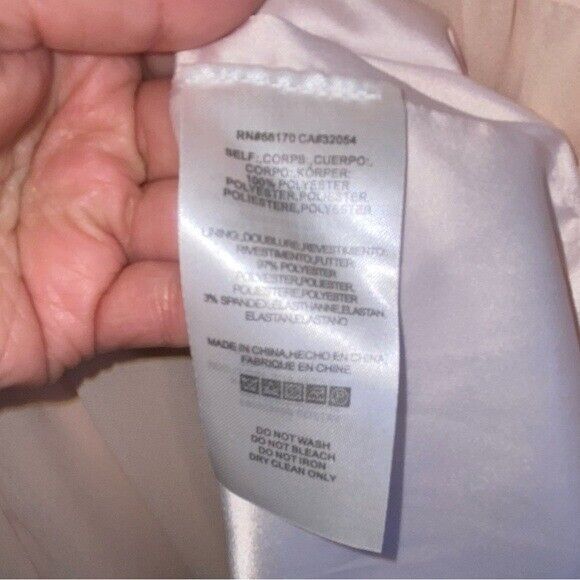 RN#66170 CA#32054
SELF:,CORPS:,CUERPO:,
CORPO:,KÖRPER:
100% POLYESTER
POLYESTER,POLIESTER
POLIESTERE,POLYESTER
LINING,DOUBLURE,REVESTIMIENTO
RIVESTIMENTO,FUTTER
97% POLYESTER
POLYESTER,POLIESTER
POLIESTERE,POLYESTER
3% SPANDEX,ELASTHANNE,ELASTAN
ELASTAN,ELASTANO
MADE IN CHINA,HECHO EN CHINA
FABRIQUE EN CHINE
DO NOT WASH
DO NOT BLEACH
DO NOT IRON
DRY CLEAN ONLY